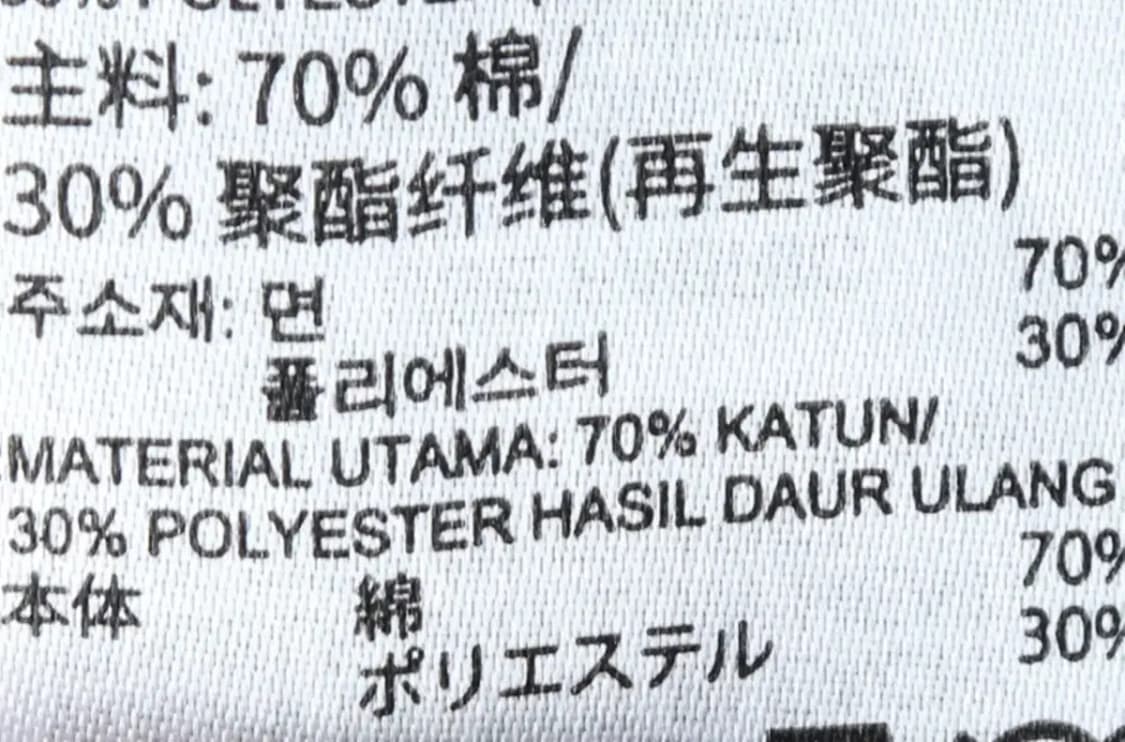 主料: 70% 棉/
30% 聚酯纤维(再生聚酯)
주소재: 면 70%
폴리에스터 30%
MATERIAL UTAMA: 70% KATUN/
30% POLYESTER HASIL DAUR ULANG
本体 綿 70%
ポリエステル 30%